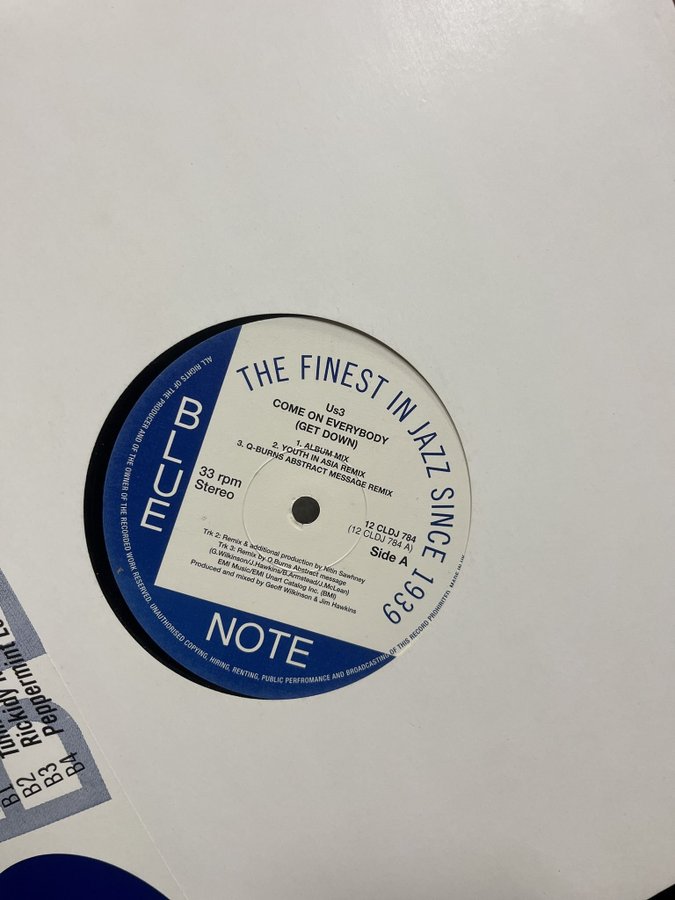 THE FINEST IN JAZZ SINCE 1939
BLUE
NOTE
Us3
COME ON EVERYBODY
(GET DOWN)
1. ALBUM MIX
2. YOUTH IN ASIA REMIX
3. Q-BURNS ABSTRACT MESSAGE REMIX
33 rpm
Stereo
12 CLDJ 784
(12 CLDJ 784 A)
Side A
Trk 2: Remix & additional production by Nitin Sawhney
Trk 3: Remix by Q Burns Abstract message
(G.Wilkinson/J.Hawkins/B.Armstead/J.McLean)
EMI Music/EMI Unart Catalog Inc. (BMI)
Produced and mixed by Geoff Wilkinson & Jim Hawkins
ALL RIGHTS OF THE PRODUCER AND OF THE OWNER OF THE RECORDED WORK RESERVED. UNAUTHORISED COPYING, HIRING, RENTING, PUBLIC PERFROMANCE AND BROADCASTING OF THIS RECORD PROHIBITED. MADE IN UK
B1
B2 Rickidy
B3 Peppermint
B4